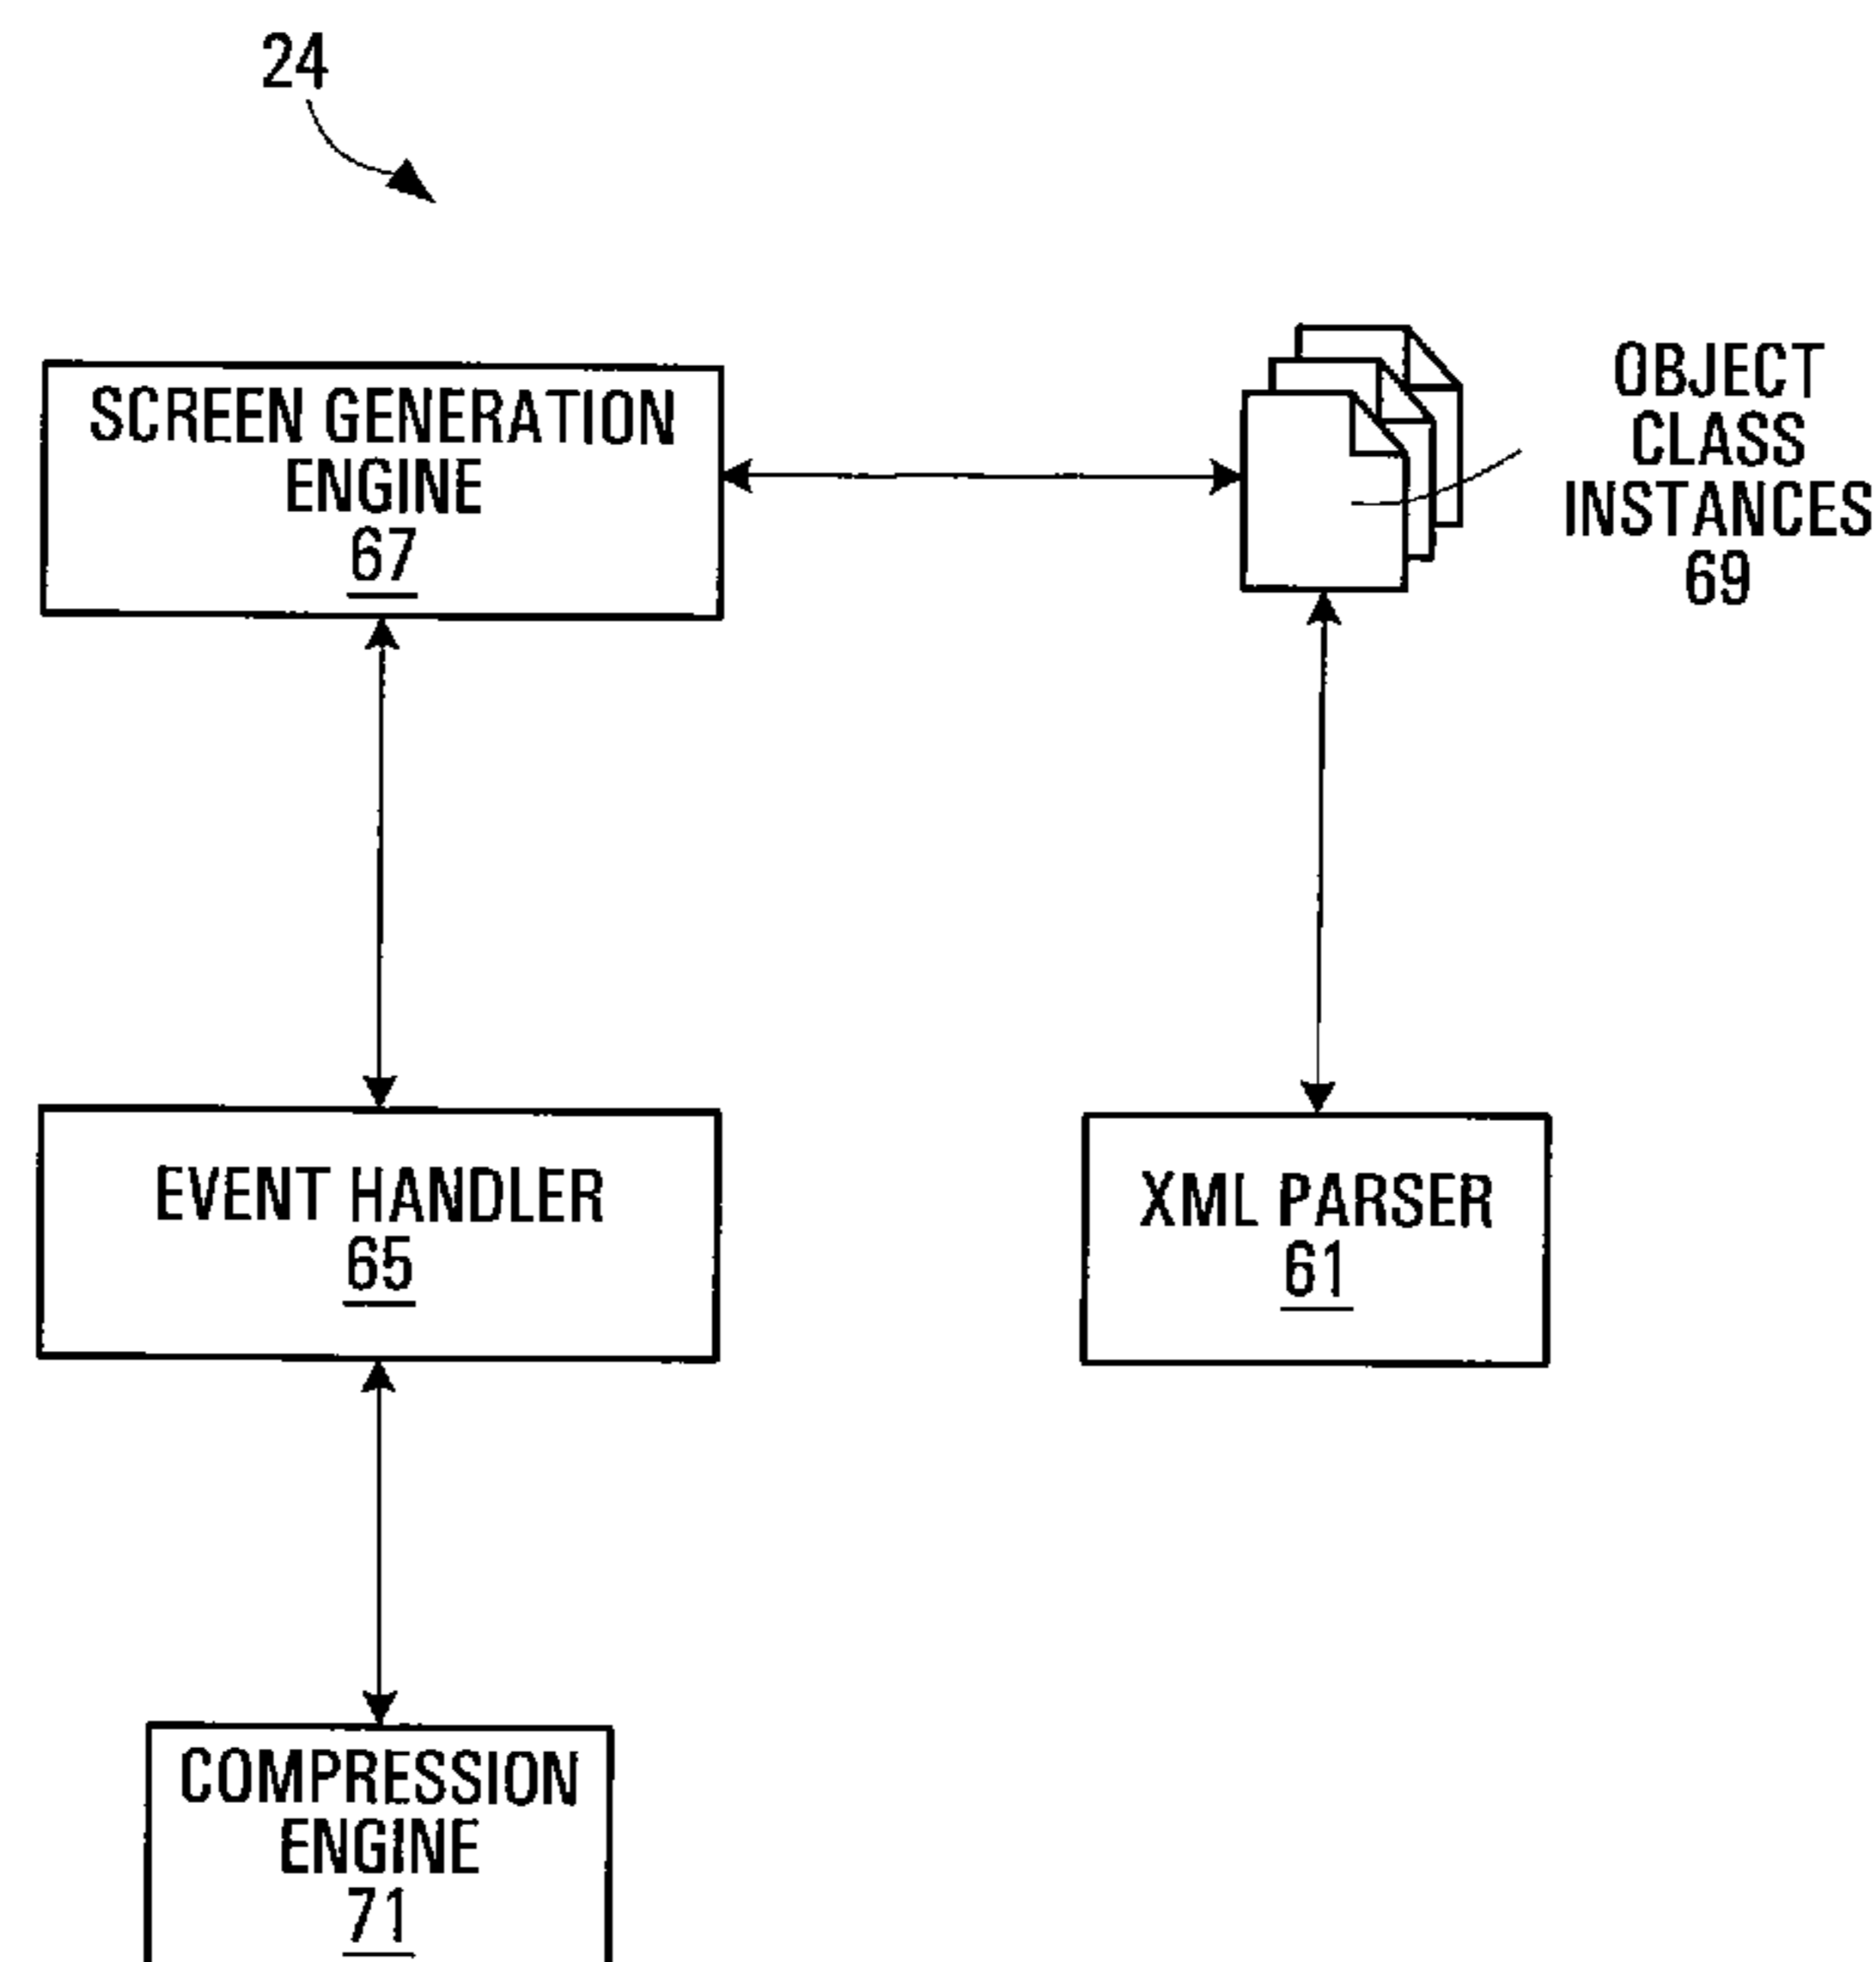 24
SCREEN GENERATION
ENGINE
67
OBJECT
CLASS
INSTANCES
69
EVENT HANDLER
65
XML PARSER
61
COMPRESSION
ENGINE
71